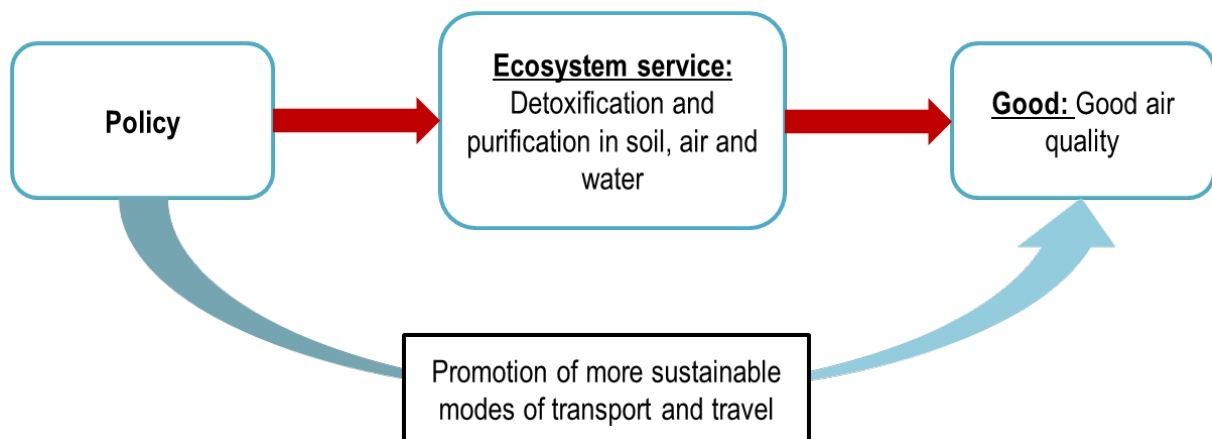 Policy
Ecosystem service:
Detoxification and
purification in soil, air and
water
Good: Good air
quality
Promotion of more sustainable
modes of transport and travel